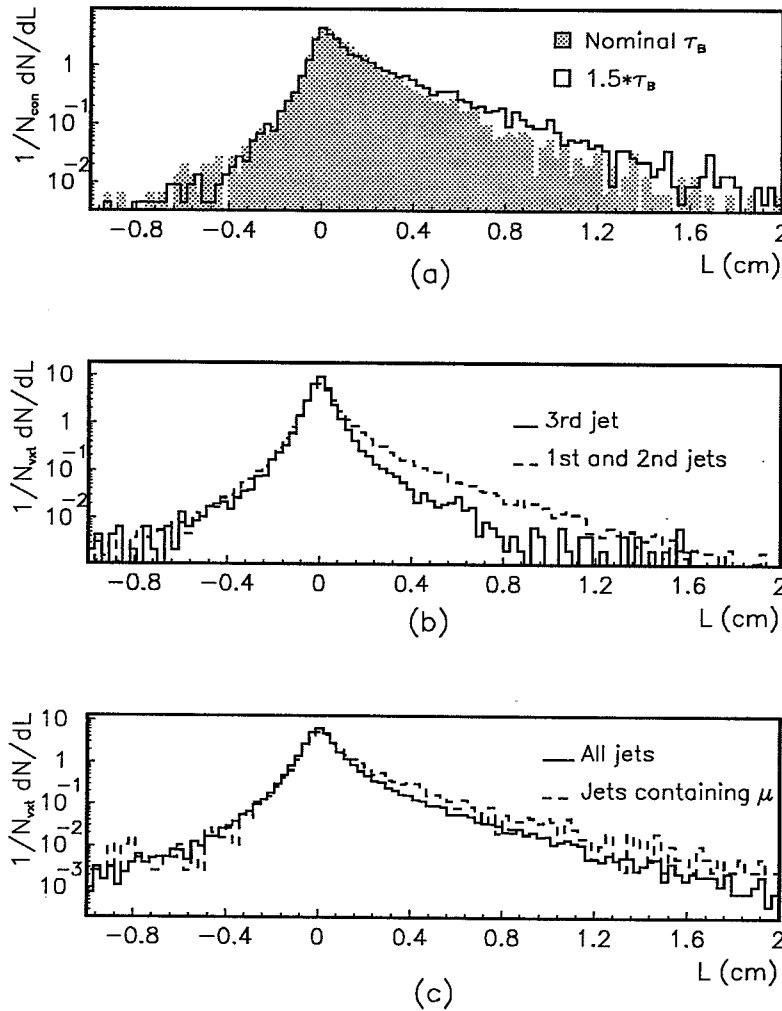 1/N_con dN/dL
1
10^-1
10^-2
Nominal τ_B
1.5*τ_B
-0.8 -0.4 0 0.4 0.8 1.2 1.6 2
L (cm)
(a)
1/N_vxt dN/dL
10
1
10^-1
10^-2
3rd jet
1st and 2nd jets
-0.8 -0.4 0 0.4 0.8 1.2 1.6 2
L (cm)
(b)
1/N_vxt dN/dL
10
1
10^-1
10^-2
10^-3
All jets
Jets containing μ
-0.8 -0.4 0 0.4 0.8 1.2 1.6 2
L (cm)
(c)